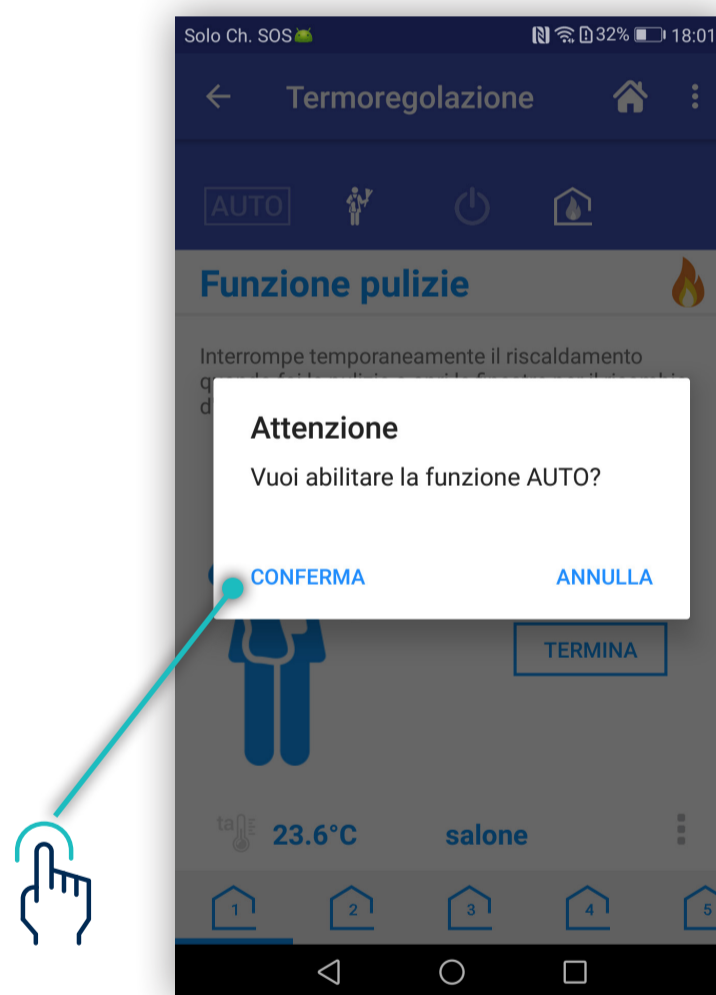 Solo Ch. SOS 32% 18:01
Termoregolazione
AUTO
Funzione pulizie
Interrompe temporaneamente il riscaldamento
Attenzione
Vuoi abilitare la funzione AUTO?
CONFERMA ANNULLA
TERMINA
ta 23.6°C salone
1 2 3 4 5